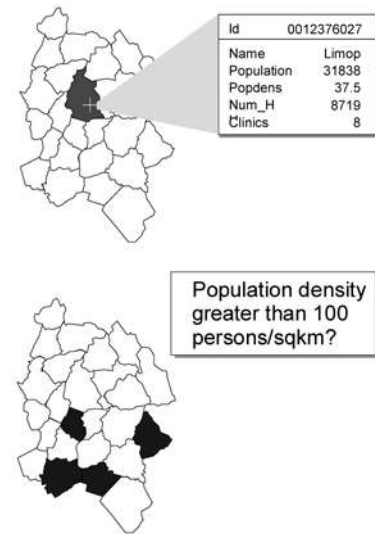 Id 0012376027
Name Limop
Population 31838
Popdens 37.5
Num_H 8719
Clinics 8
Population density
greater than 100
persons/sqkm?